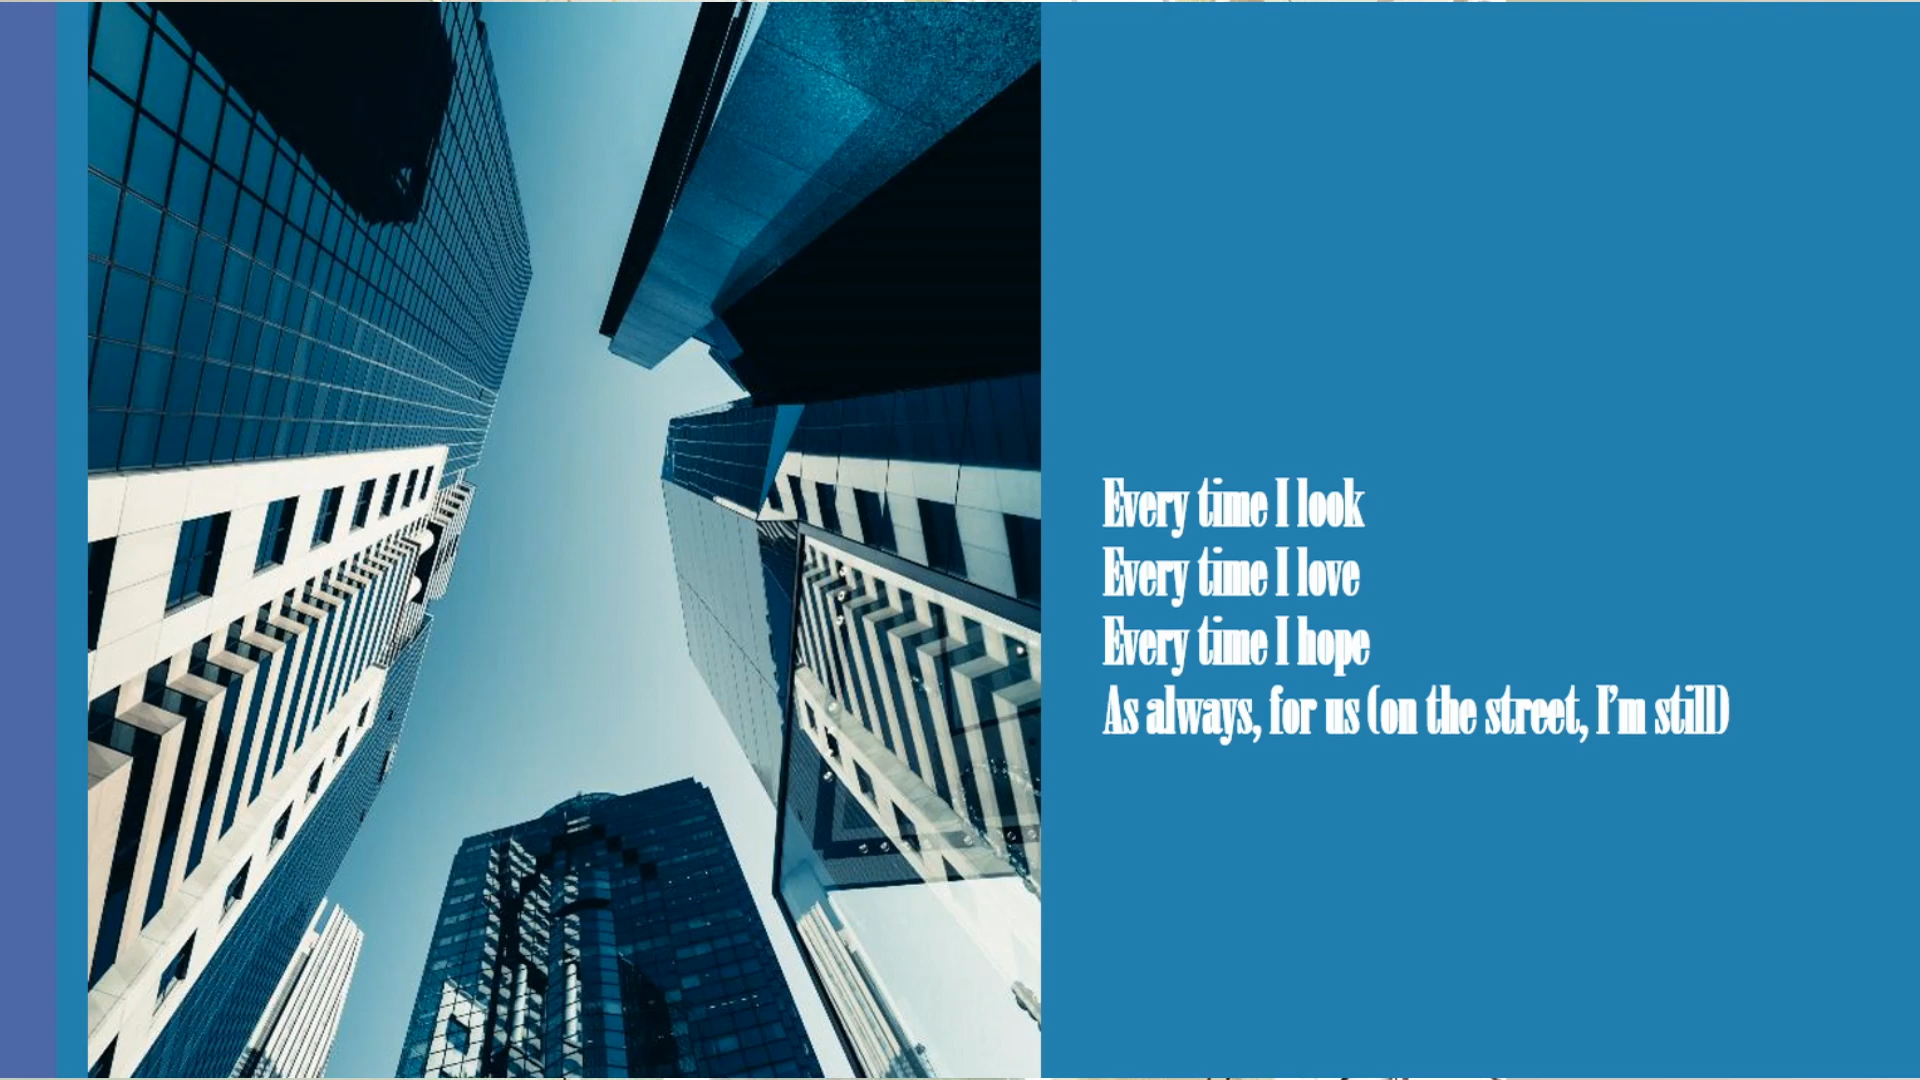 Every time I look
Every time I love
Every time I hope
As always, for us (on the street, I'm still)